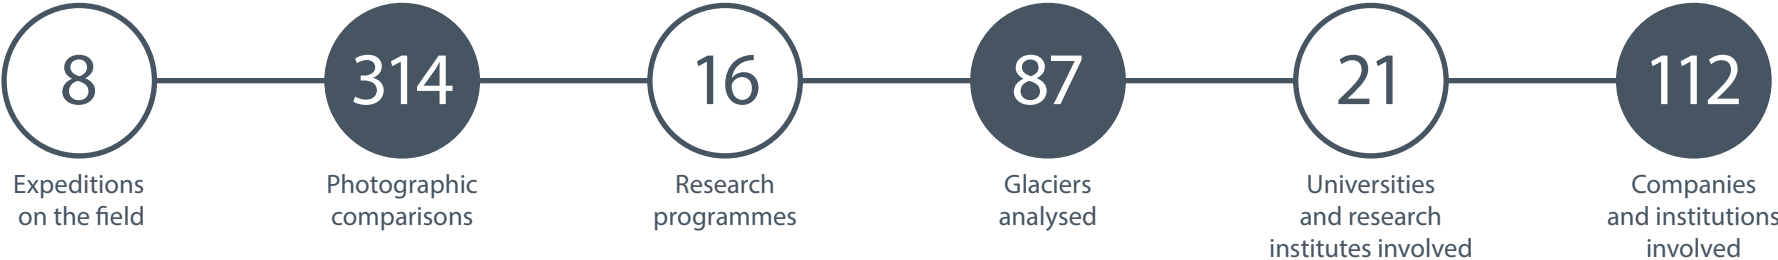 8
Expeditions
on the field
314
Photographic
comparisons
16
Research
programmes
87
Glaciers
analysed
21
Universities
and research
institutes involved
112
Companies
and institutions
involved